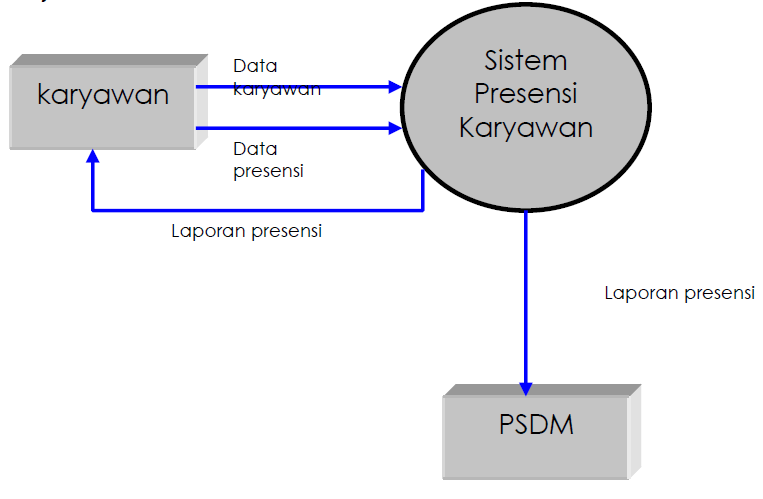 karyawan
Data
karyawan
Data
presensi
Laporan presensi
Sistem
Presensi
Karyawan
Laporan presensi
PSDM